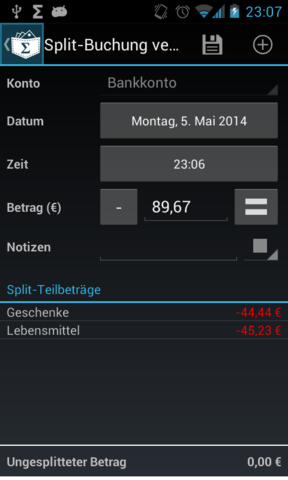 23:07
Split-Buchung ve...
Konto Bankkonto
Datum Montag, 5. Mai 2014
Zeit 23:06
Betrag (€) - 89,67 =
Notizen
Split-Teilbeträge
Geschenke -44,44 €
Lebensmittel -45,23 €
Ungesplitteter Betrag 0,00 €